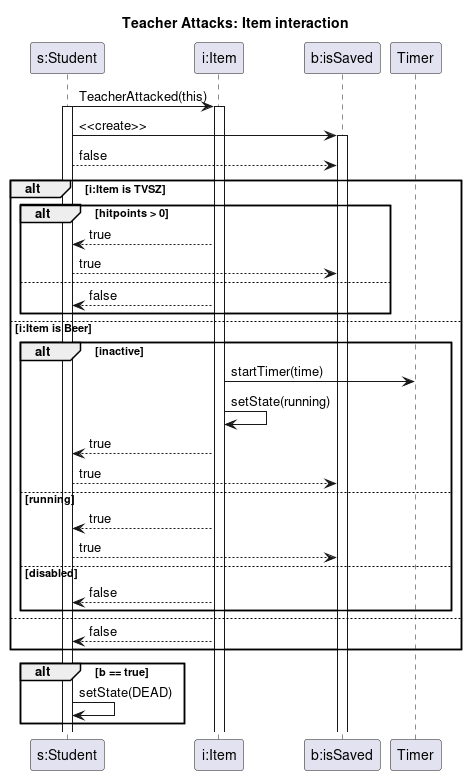 Teacher Attacks: Item interaction
s:Student i:Item b:isSaved Timer
TeacherAttacked(this)
<<create>>
false
alt [i:Item is TVSZ]
alt [hitpoints > 0]
true
true
false
[i:Item is Beer]
alt [inactive]
startTimer(time)
setState(running)
true
true
[running]
true
true
[disabled]
false
false
alt [b == true]
setState(DEAD)
s:Student i:Item b:isSaved Timer